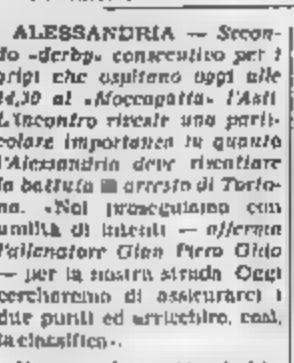 ALESSANDRIA — Secon-
do «derby» consecutivo per i
grigi che ospitano oggi alle
14,30 al «Moccagatta» l'Asti
L'incontro riveste una parti-
colare importanza in quanto
l'Alessandria deve riscattare
la battuta di arresto di Torto-
na. «Noi proseguiamo con
umiltà di intenti — afferma
l'allenatore Gian Piero Ghio
— per la nostra strada Oggi
cercheremo di assicurarci i
due punti ed arricchire, così,
la classifica».